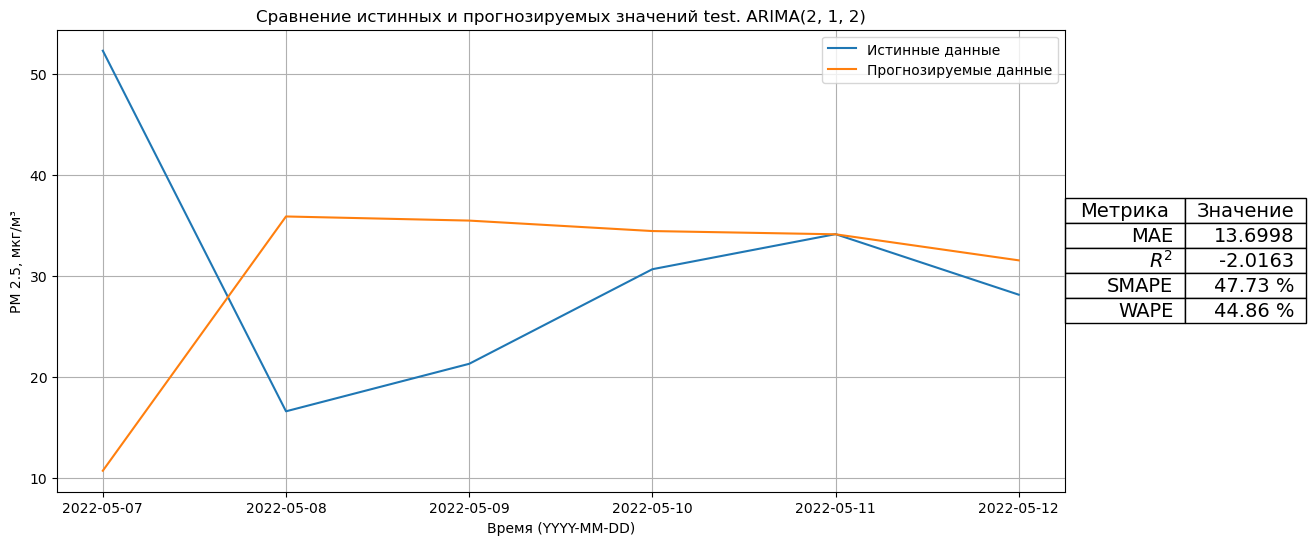 Сравнение истинных и прогнозируемых значений test. ARIMA(2, 1, 2)
Истинные данные
Прогнозируемые данные
50
40
30
20
10
PM 2.5, мкг/м³
2022-05-07 2022-05-08 2022-05-09 2022-05-10 2022-05-11 2022-05-12
Время (YYYY-MM-DD)
Метрика Значение
MAE 13.6998
R² -2.0163
SMAPE 47.73 %
WAPE 44.86 %